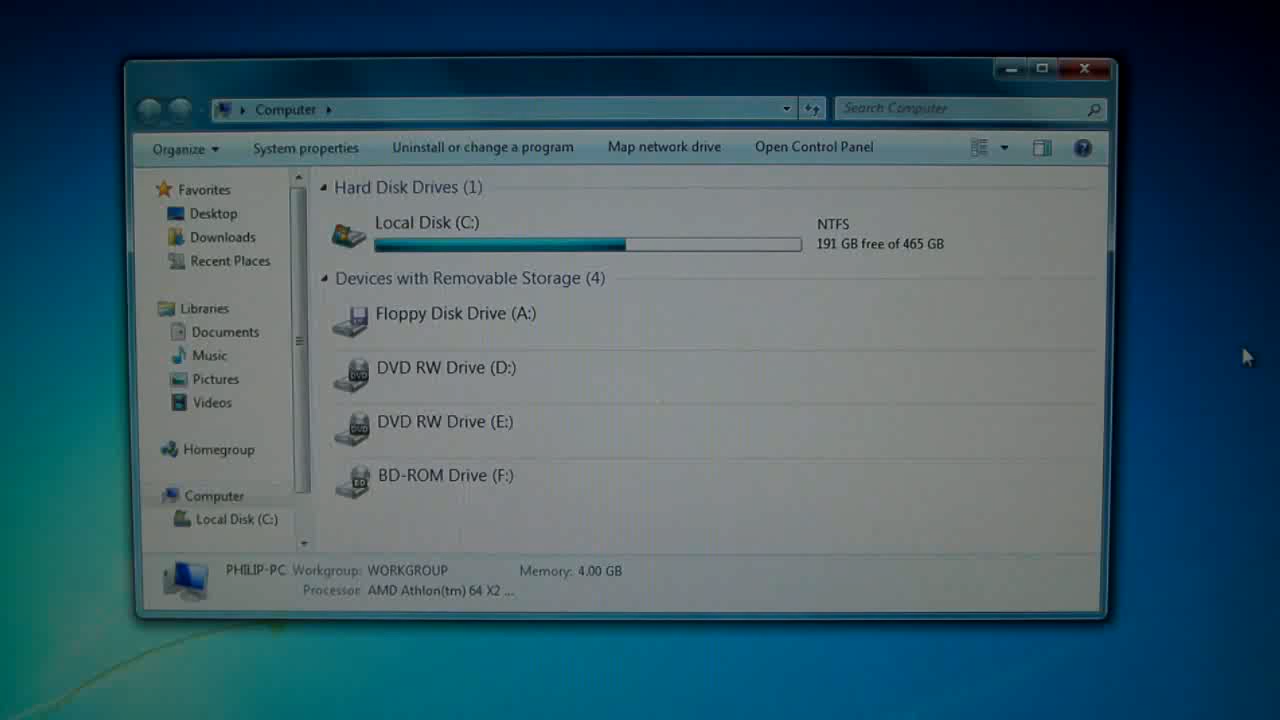 Computer
Search Computer
Organize
System properties
Uninstall or change a program
Map network drive
Open Control Panel
Favorites
Desktop
Downloads
Recent Places
Libraries
Documents
Music
Pictures
Videos
Homegroup
Computer
Local Disk (C:)
Hard Disk Drives (1)
Local Disk (C:)
NTFS
191 GB free of 465 GB
Devices with Removable Storage (4)
Floppy Disk Drive (A:)
DVD RW Drive (D:)
DVD
DVD RW Drive (E:)
DVD
BD-ROM Drive (F:)
BD
PHILIP-PC Workgroup: WORKGROUP Memory: 4.00 GB
Processor: AMD Athlon(tm) 64 X2 ...